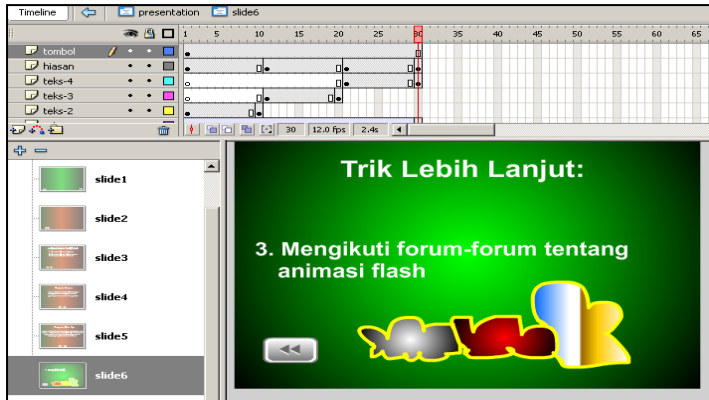 Timeline presentation slide6
1 5 10 15 20 25 30 35 40 45 50 55 60 65
tombol
hiasan
teks-4
teks-3
teks-2
30 12.0 fps 2.4s
slide1
slide2
slide3
slide4
slide5
slide6
Trik Lebih Lanjut:
3. Mengikuti forum-forum tentang
animasi flash